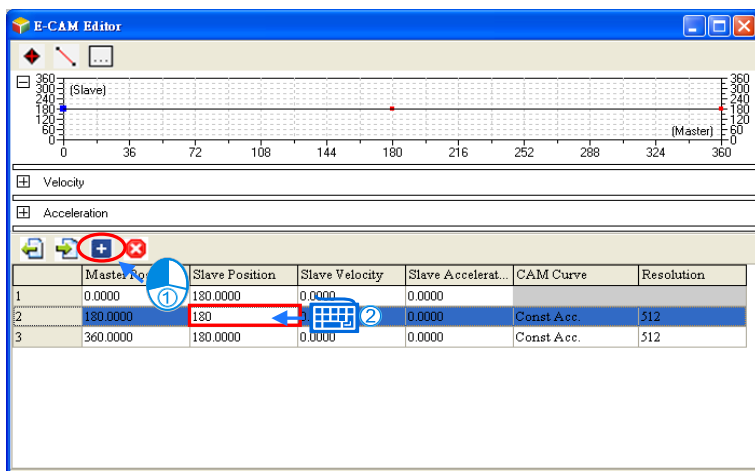 E-CAM Editor
...
360 360
300 (Slave) 300
240 240
180 180
120 120
60 (Master) 60
0 0
0 36 72 108 144 180 216 252 288 324 360
Velocity
Acceleration
Slave Position Slave Velocity Slave Accelerat... CAM Curve Resolution
1 0.0000 180.0000 0.0000 0.0000
2 180.0000 180 0.0000 Const Acc. 512
3 360.0000 180.0000 0.0000 0.0000 Const Acc. 512
①
②